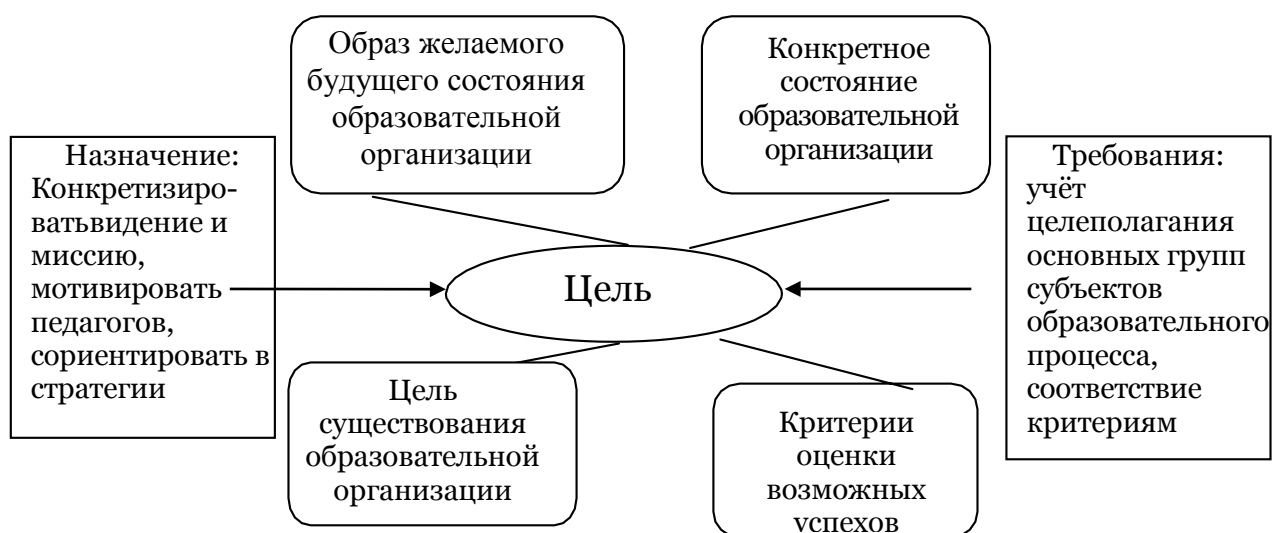 Образ желаемого
будущего состояния
образовательной
организации
Конкретное
состояние
образовательной
организации
Назначение:
Конкретизиро-
ватьвидение и
миссию,
мотивировать
педагогов,
сориентировать в
стратегии
Цель
Требования:
учёт
целеполагания
основных групп
субъектов
образовательного
процесса,
соответствие
критериям
Цель
существования
образовательной
организации
Критерии
оценки
возможных
успехов